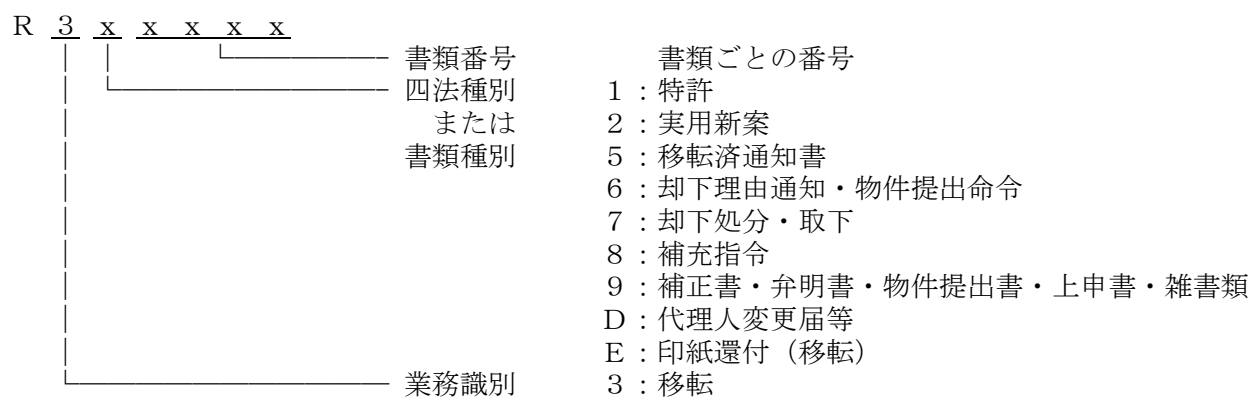 R ３ x x x x x
書類番号 書類ごとの番号
四法種別 １：特許
または ２：実用新案
書類種別 ５：移転済通知書
６：却下理由通知・物件提出命令
７：却下処分・取下
８：補充指令
９：補正書・弁明書・物件提出書・上申書・雑書類
Ｄ：代理人変更届等
Ｅ：印紙還付（移転）
業務識別 ３：移転